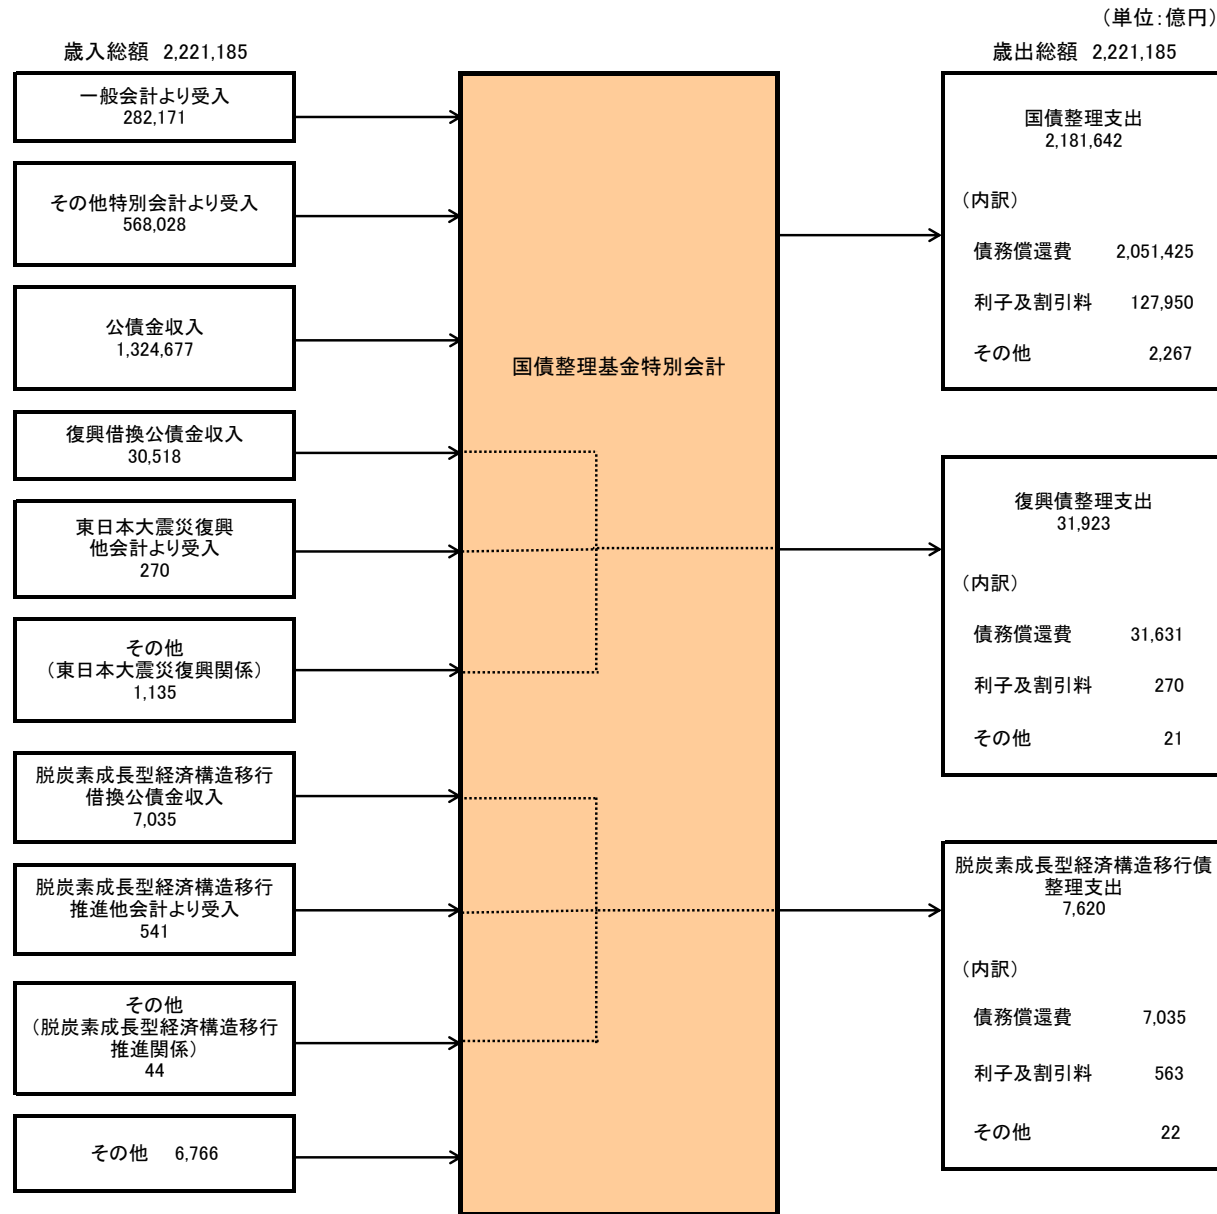 （単位：億円）
歳入総額 2,221,185
一般会計より受入
282,171
その他特別会計より受入
568,028
公債金収入
1,324,677
復興借換公債金収入
30,518
東日本大震災復興
他会計より受入
270
その他
（東日本大震災復興関係）
1,135
脱炭素成長型経済構造移行
借換公債金収入
7,035
脱炭素成長型経済構造移行
推進他会計より受入
541
その他
（脱炭素成長型経済構造移行
推進関係）
44
その他 6,766
国債整理基金特別会計
歳出総額 2,221,185
国債整理支出
2,181,642
（内訳）
債務償還費 2,051,425
利子及割引料 127,950
その他 2,267
復興債整理支出
31,923
（内訳）
債務償還費 31,631
利子及割引料 270
その他 21
脱炭素成長型経済構造移行債
整理支出
7,620
（内訳）
債務償還費 7,035
利子及割引料 563
その他 22